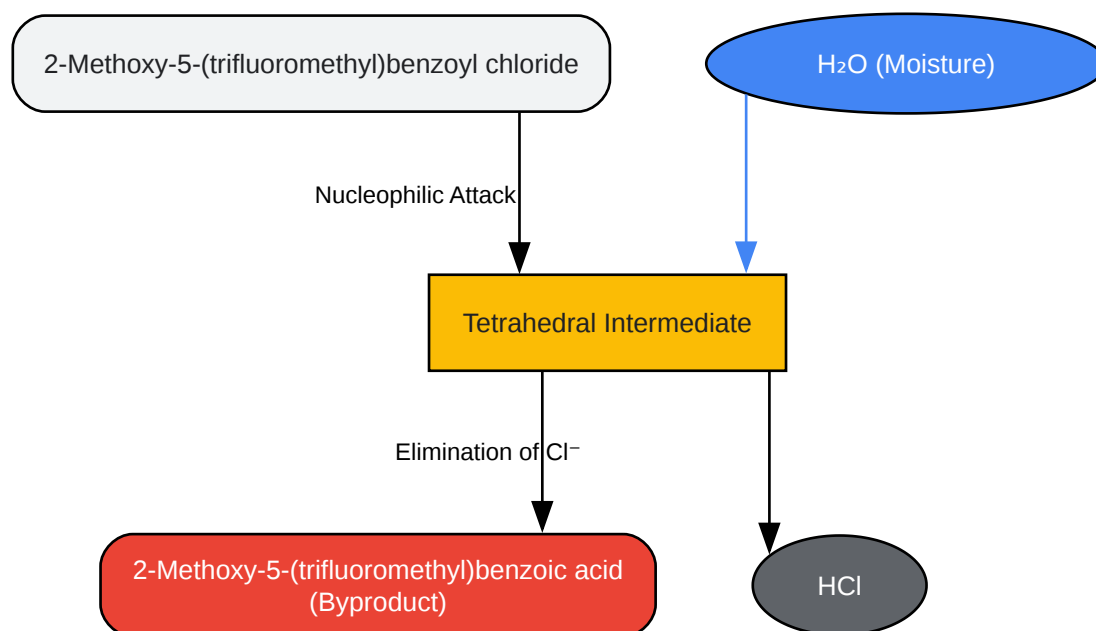 2-Methoxy-5-(trifluoromethyl)benzoyl chloride
H₂O (Moisture)
Nucleophilic Attack
Tetrahedral Intermediate
Elimination of Cl⁻
2-Methoxy-5-(trifluoromethyl)benzoic acid
(Byproduct)
HCl